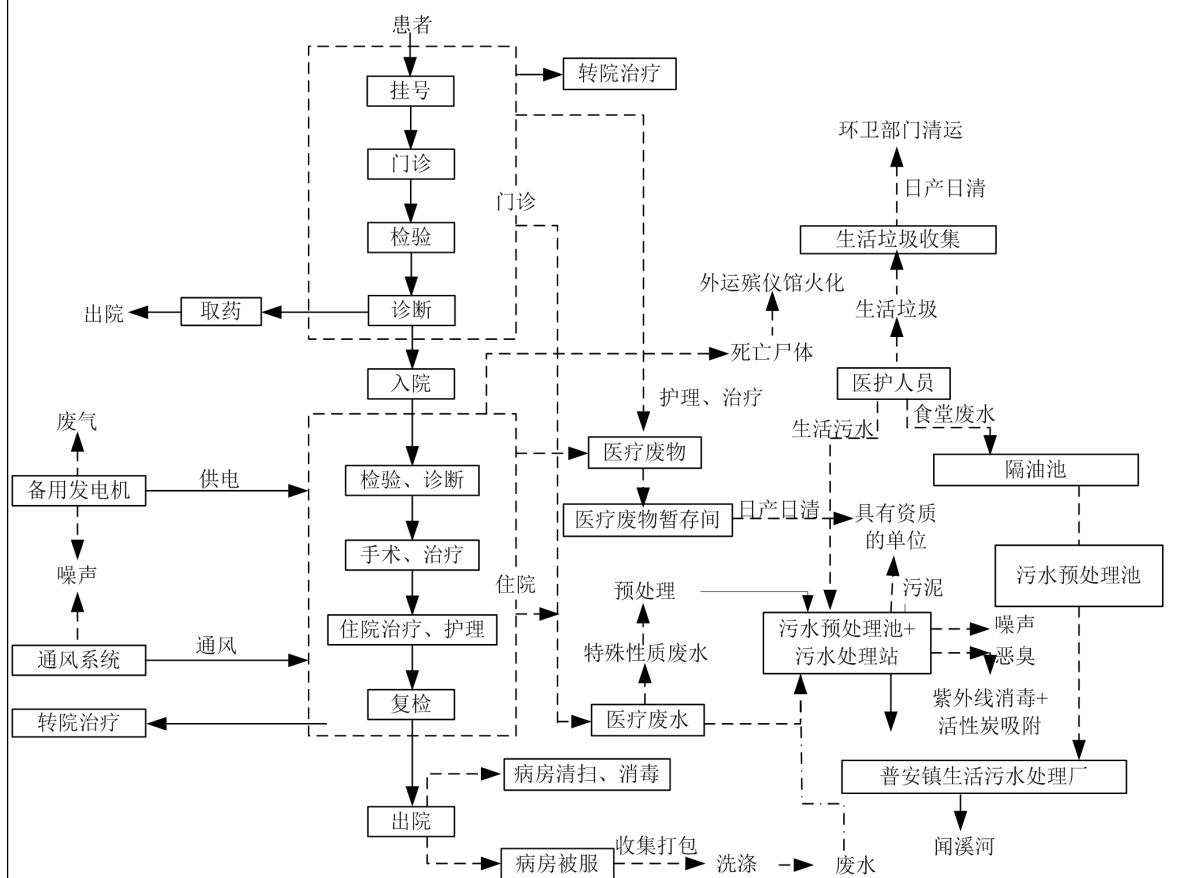 患者
挂号
转院治疗
门诊
门诊
检验
出院
取药
诊断
入院
环卫部门清运
日产日清
生活垃圾收集
外运殡仪馆火化
生活垃圾
死亡尸体
医护人员
护理、治疗
生活污水
食堂废水
废气
备用发电机
供电
检验、诊断
医疗废物
隔油池
医疗废物暂存间
日产日清
具有资质
的单位
手术、治疗
噪声
住院
预处理
污泥
污水预处理池
住院治疗、护理
污水预处理池+
污水处理站
噪声
恶臭
通风系统
通风
特殊性质废水
紫外线消毒+
活性炭吸附
转院治疗
复检
医疗废水
病房清扫、消毒
普安镇生活污水处理厂
出院
病房被服
收集打包
洗涤
废水
闻溪河